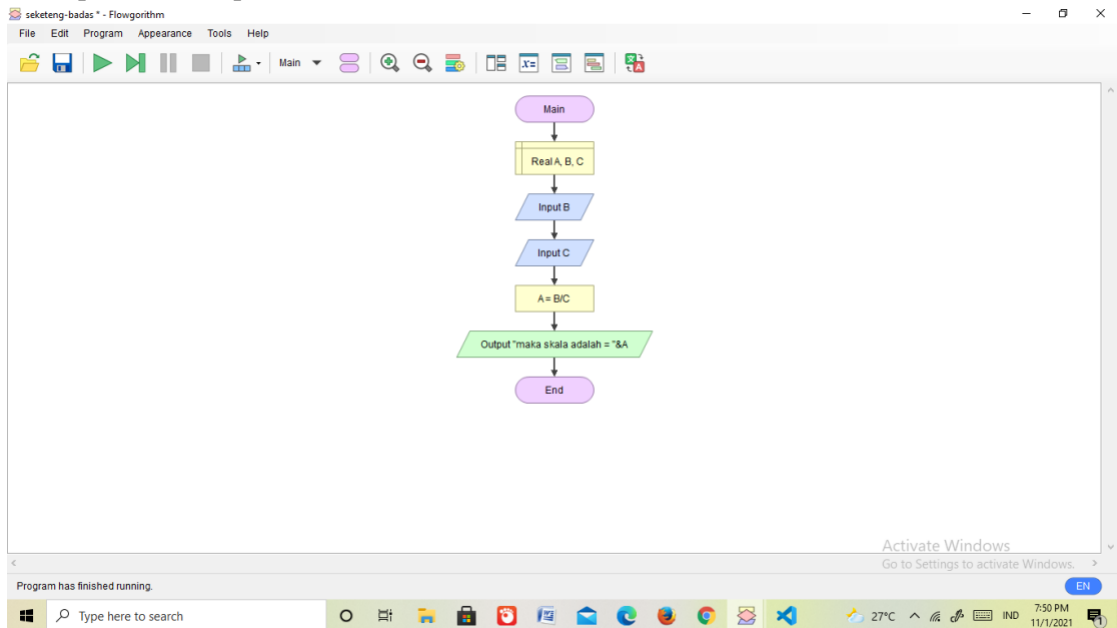 seketeng-badas * - Flowgorithm
File Edit Program Appearance Tools Help
Main
x=
Main
Real A, B, C
Input B
Input C
A = B/C
Output "maka skala adalah = "&A
End
Activate Windows
Go to Settings to activate Windows.
Program has finished running.
EN
Type here to search
27°C
IND
7:50 PM
11/1/2021
1